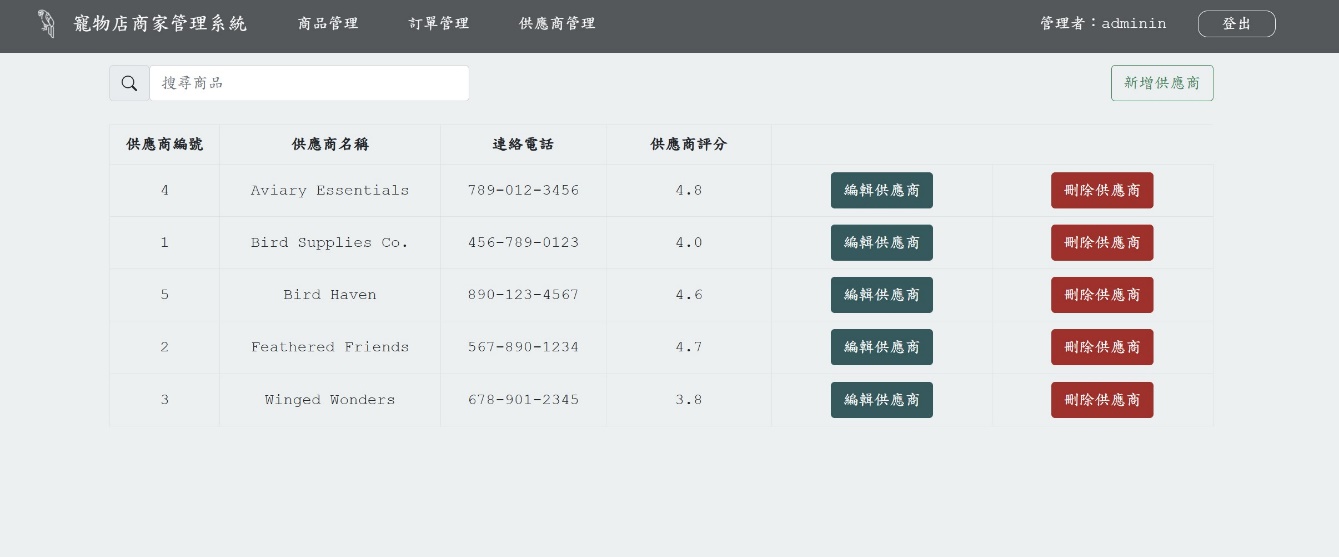 寵物店商家管理系統 商品管理 訂單管理 供應商管理 管理者：adminin 登出
搜尋商品 新增供應商
供應商編號 供應商名稱 連絡電話 供應商評分
4 Aviary Essentials 789-012-3456 4.8 編輯供應商 刪除供應商
1 Bird Supplies Co. 456-789-0123 4.0 編輯供應商 刪除供應商
5 Bird Haven 890-123-4567 4.6 編輯供應商 刪除供應商
2 Feathered Friends 567-890-1234 4.7 編輯供應商 刪除供應商
3 Winged Wonders 678-901-2345 3.8 編輯供應商 刪除供應商